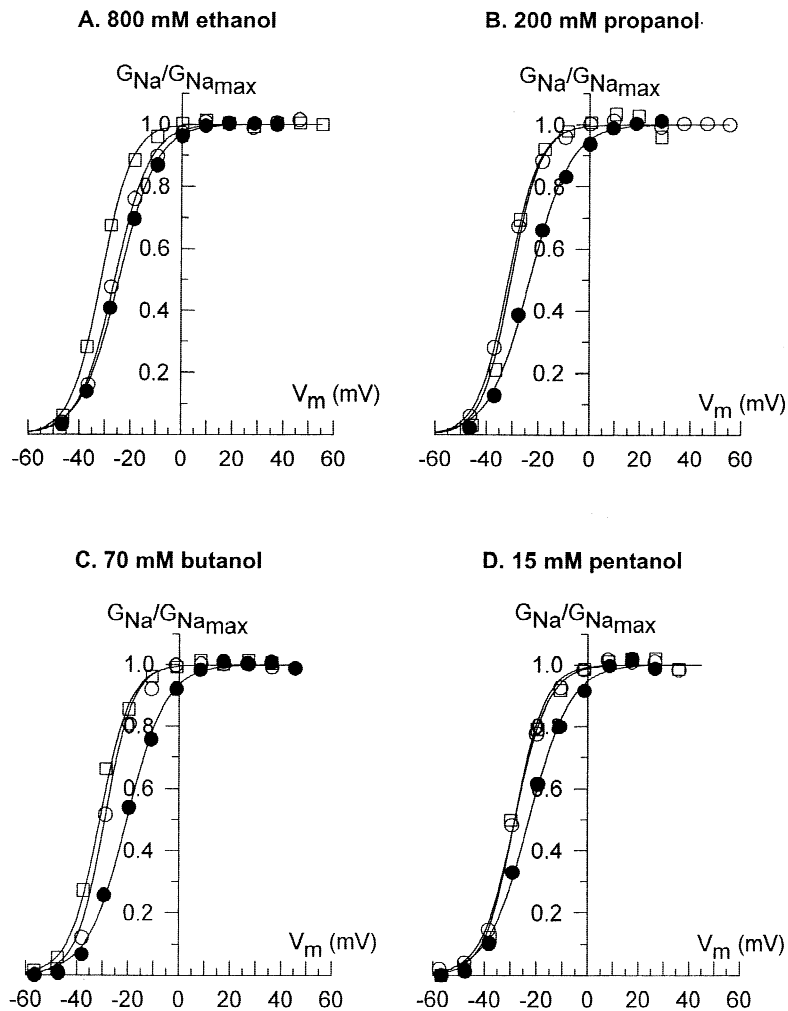 A. 800 mM ethanol
GNa/GNamax
1.0
0.8
0.6
0.4
0.2
Vm (mV)
-60 -40 -20 0 20 40 60
B. 200 mM propanol
GNa/GNamax
1.0
0.8
0.6
0.4
0.2
Vm (mV)
-60 -40 -20 0 20 40 60
C. 70 mM butanol
GNa/GNamax
1.0
0.8
0.6
0.4
0.2
Vm (mV)
-60 -40 -20 0 20 40 60
D. 15 mM pentanol
GNa/GNamax
1.0
0.8
0.6
0.4
0.2
Vm (mV)
-60 -40 -20 0 20 40 60